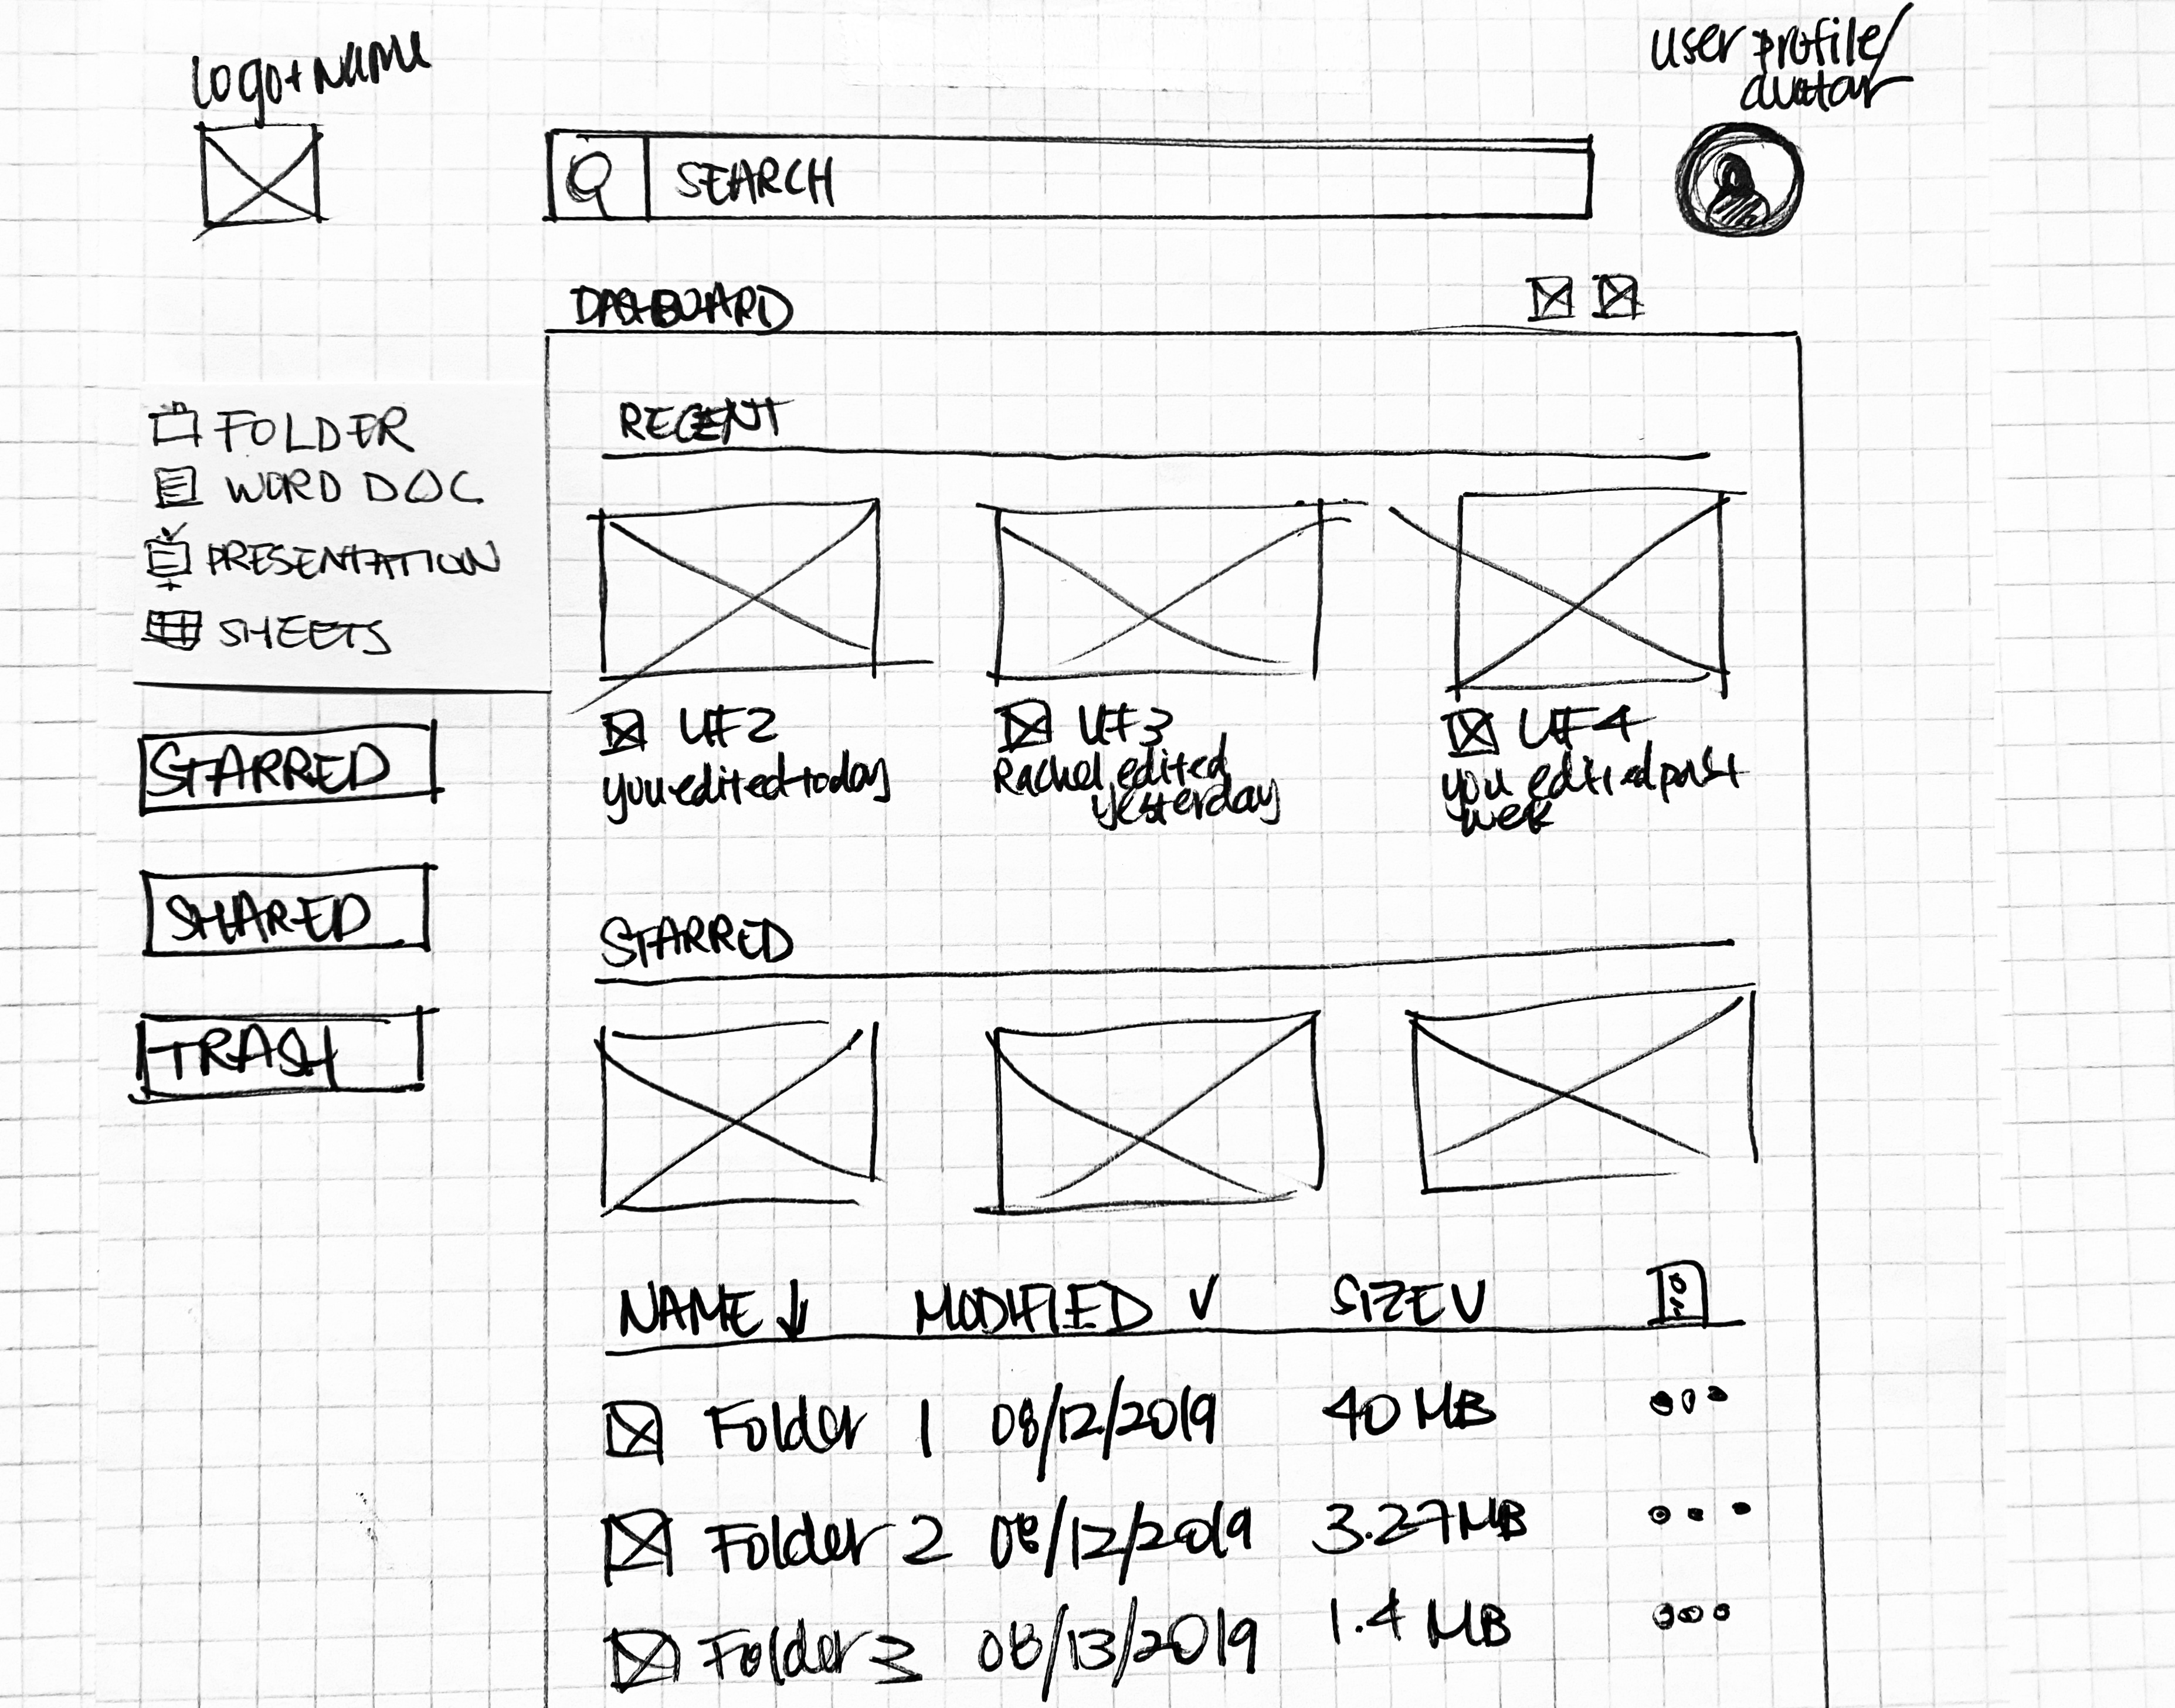 logo+name
user profile/
avatar
SEARCH
DASHBOARD
FOLDER
WORD DOC
PRESENTATION
SHEETS
STARRED
SHARED
TRASH
RECENT
UF2
you edited today
UF3
Rachel edited
yesterday
UF4
you edited past
week
STARRED
NAME ↓ MODIFIED ∨ SIZE ∨
Folder 1 08/12/2019 40 MB •••
Folder 2 08/12/2019 3.27MB •••
Folder 3 08/13/2019 1.4 MB •••